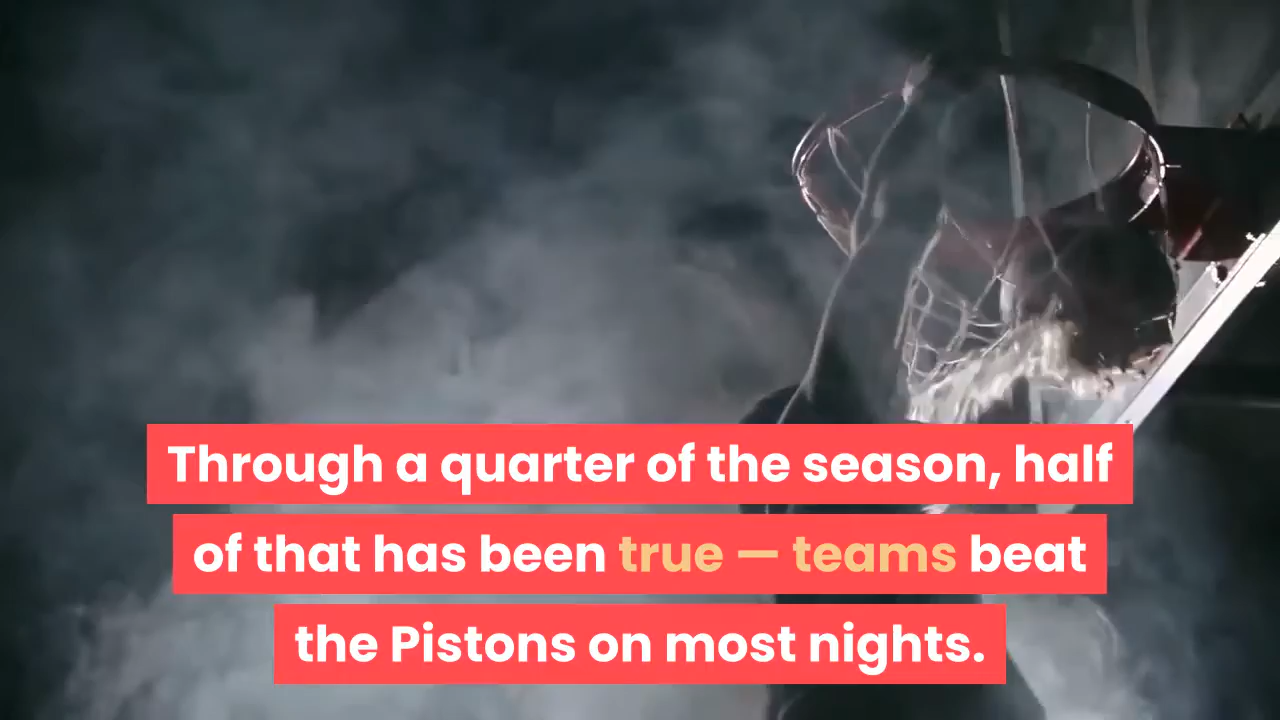 Through a quarter of the season, half
of that has been true — teams beat
the Pistons on most nights.